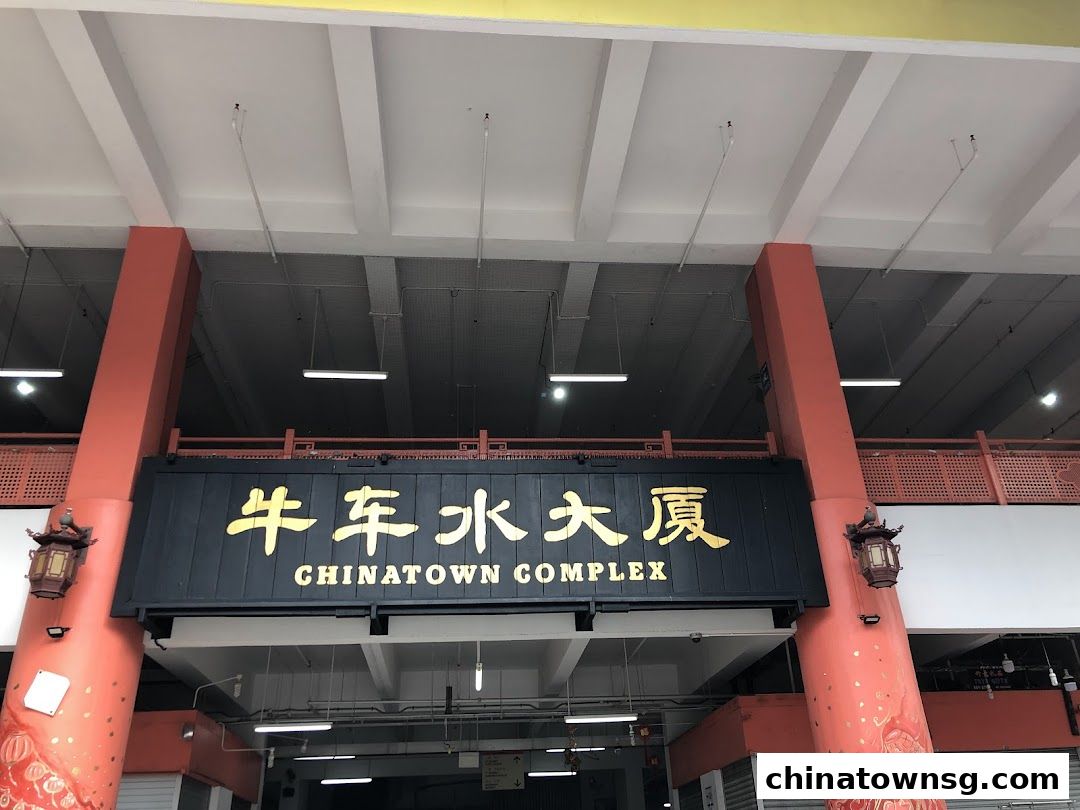 牛车水大厦
CHINATOWN COMPLEX
chinatownsg.com